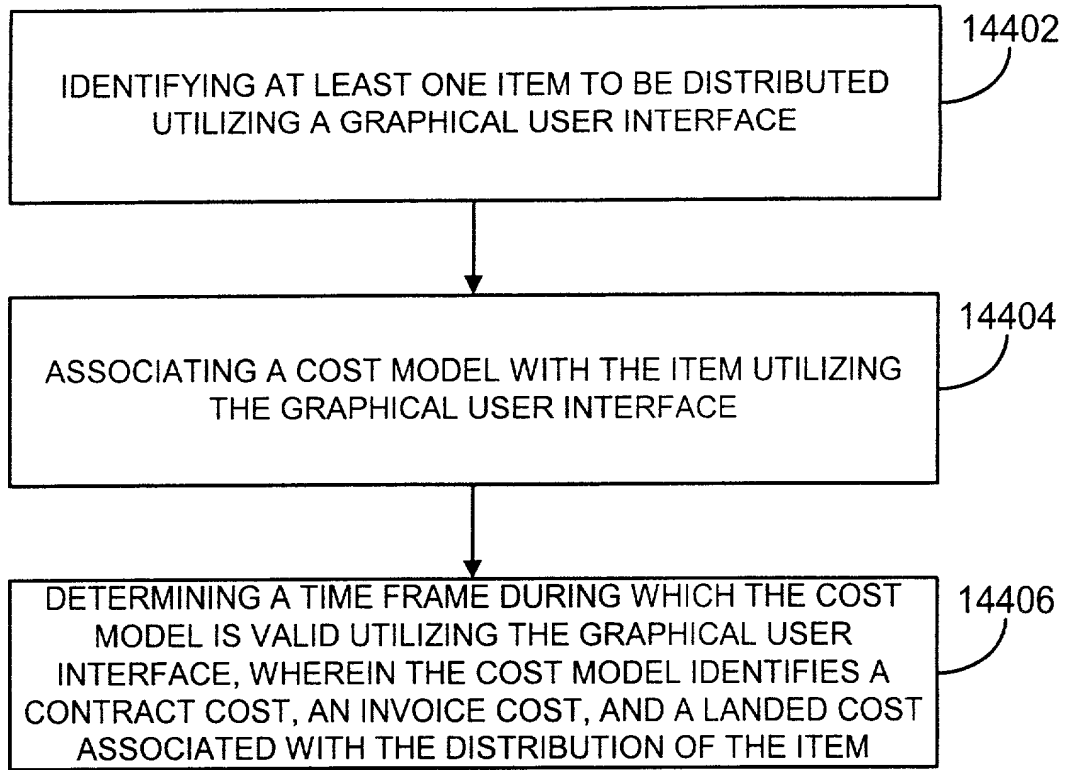 14402
IDENTIFYING AT LEAST ONE ITEM TO BE DISTRIBUTED
UTILIZING A GRAPHICAL USER INTERFACE
14404
ASSOCIATING A COST MODEL WITH THE ITEM UTILIZING
THE GRAPHICAL USER INTERFACE
14406
DETERMINING A TIME FRAME DURING WHICH THE COST
MODEL IS VALID UTILIZING THE GRAPHICAL USER
INTERFACE, WHEREIN THE COST MODEL IDENTIFIES A
CONTRACT COST, AN INVOICE COST, AND A LANDED COST
ASSOCIATED WITH THE DISTRIBUTION OF THE ITEM